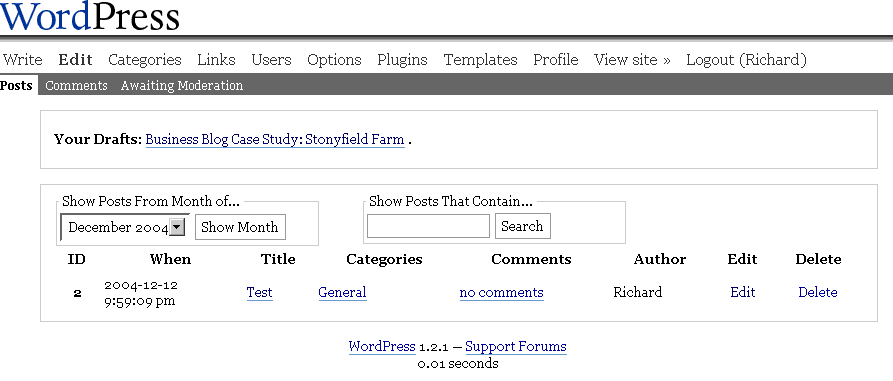 WordPress
Write Edit Categories Links Users Options Plugins Templates Profile View site » Logout (Richard)
Posts Comments Awaiting Moderation
Your Drafts: Business Blog Case Study: Stonyfield Farm .
Show Posts From Month of... Show Posts That Contain...
December 2004 Show Month Search
ID When Title Categories Comments Author Edit Delete
2 2004-12-12 9:59:09 pm Test General no comments Richard Edit Delete
WordPress 1.2.1 — Support Forums
0.01 seconds